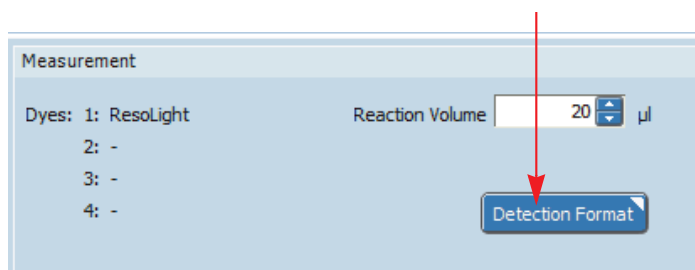 Measurement
Dyes: 1: ResoLight
Reaction Volume 20 µl
2: -
3: -
4: -
Detection Format